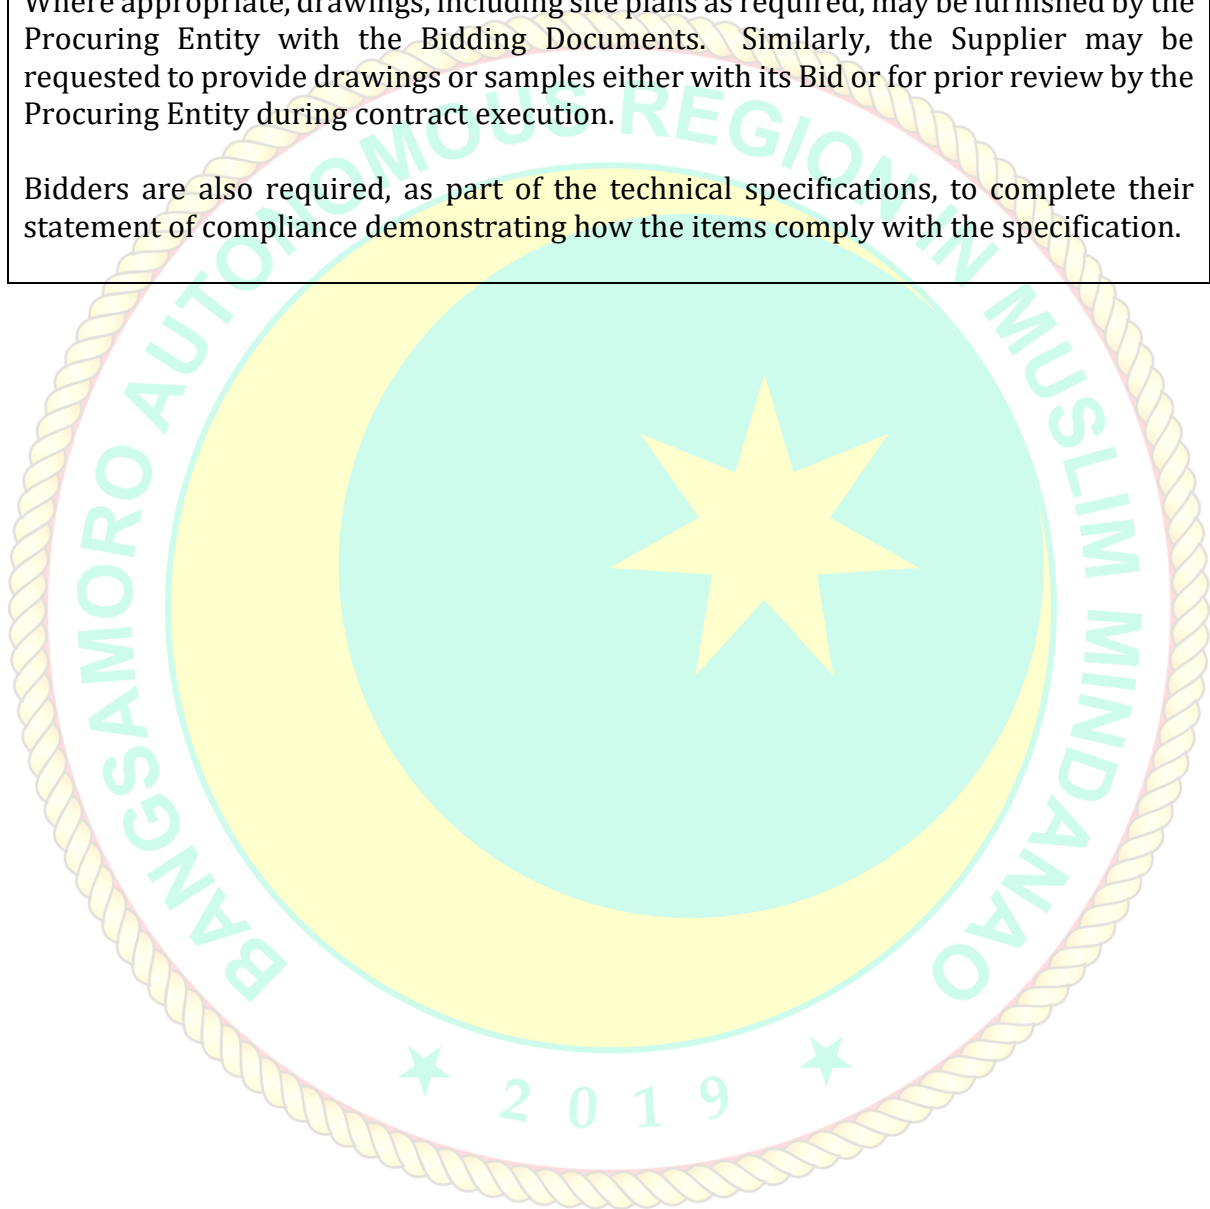 Where appropriate, drawings, including site plans as required, may be furnished by the
Procuring Entity with the Bidding Documents. Similarly, the Supplier may be
requested to provide drawings or samples either with its Bid or for prior review by the
Procuring Entity during contract execution.
Bidders are also required, as part of the technical specifications, to complete their
statement of compliance demonstrating how the items comply with the specification.
BANGSAMORO AUTONOMOUS REGION IN MUSLIM MINDANAO
2019